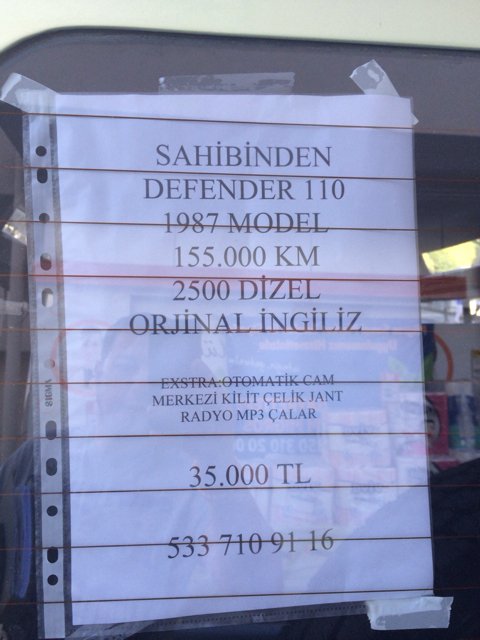 SAHİBİNDEN
DEFENDER 110
1987 MODEL
155.000 KM
2500 DİZEL
ORJİNAL İNGİLİZ
EXSTRA:OTOMATİK CAM
MERKEZİ KİLİT ÇELİK JANT
RADYO MP3 ÇALAR
35.000 TL
533 710 91 16
SIGMA